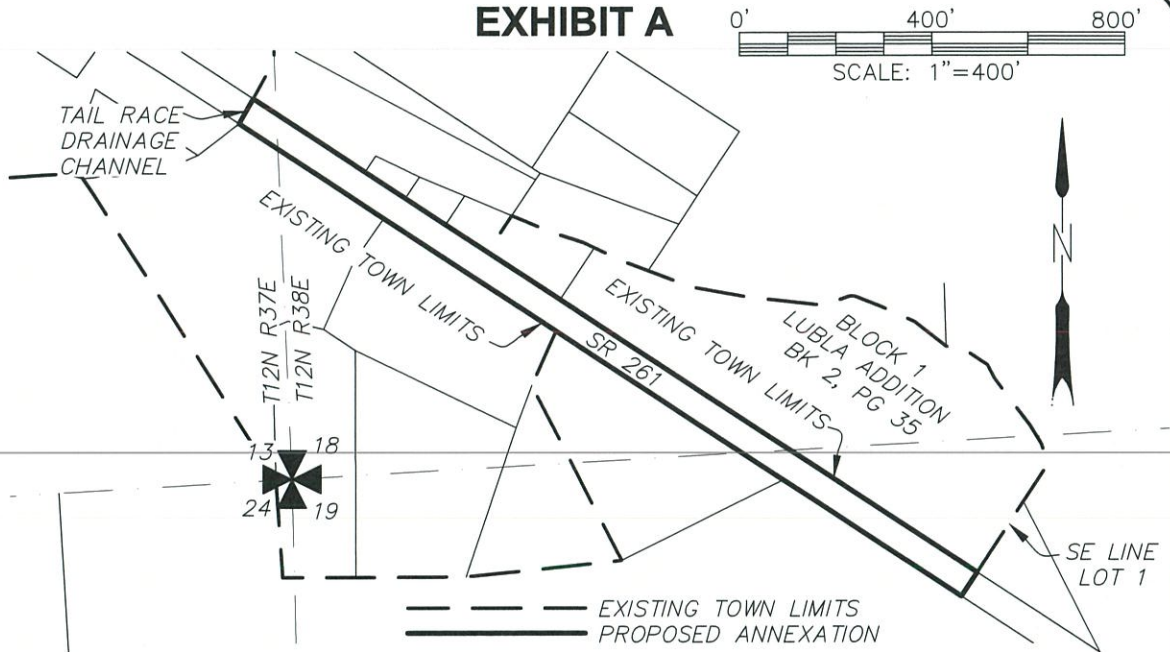 EXHIBIT A
0' 400' 800'
SCALE: 1"=400'
TAIL RACE
DRAINAGE
CHANNEL
EXISTING TOWN LIMITS
T12N R37E
T12N R38E
EXISTING TOWN LIMITS
SR 261
BLOCK 1
LUBLA ADDITION
BK 2, PG 35
N
13 18
24 19
SE LINE
LOT 1
EXISTING TOWN LIMITS
PROPOSED ANNEXATION